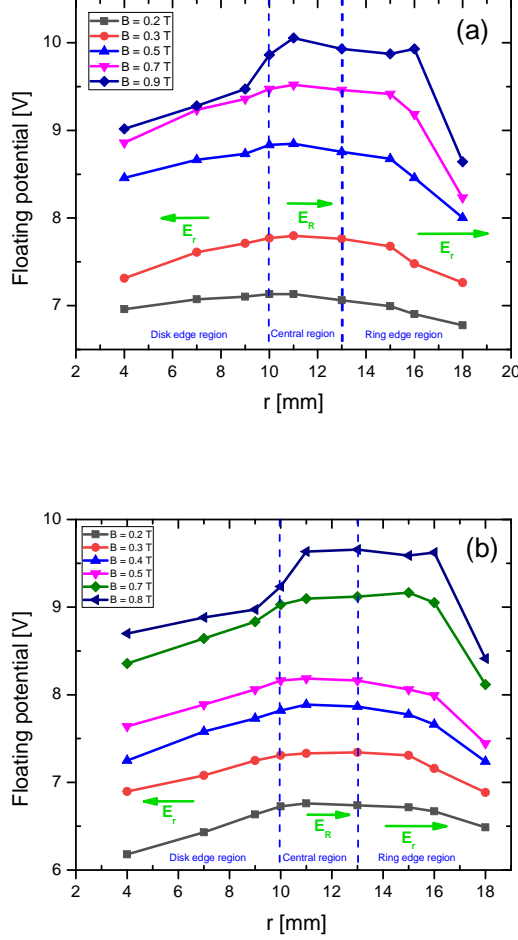 (a)
B = 0.2 T
B = 0.3 T
B = 0.5 T
B = 0.7 T
B = 0.9 T
10
9
8
7
Floating potential [V]
E_r
E_R
E_r
Disk edge region
Central region
Ring edge region
2 4 6 8 10 12 14 16 18 20
r [mm]
(b)
B = 0.2 T
B = 0.3 T
B = 0.4 T
B = 0.5 T
B = 0.7 T
B = 0.8 T
10
9
8
7
6
Floating potential [V]
E_r
E_R
E_r
Disk edge region
Central region
Ring edge region
2 4 6 8 10 12 14 16 18
r [mm]